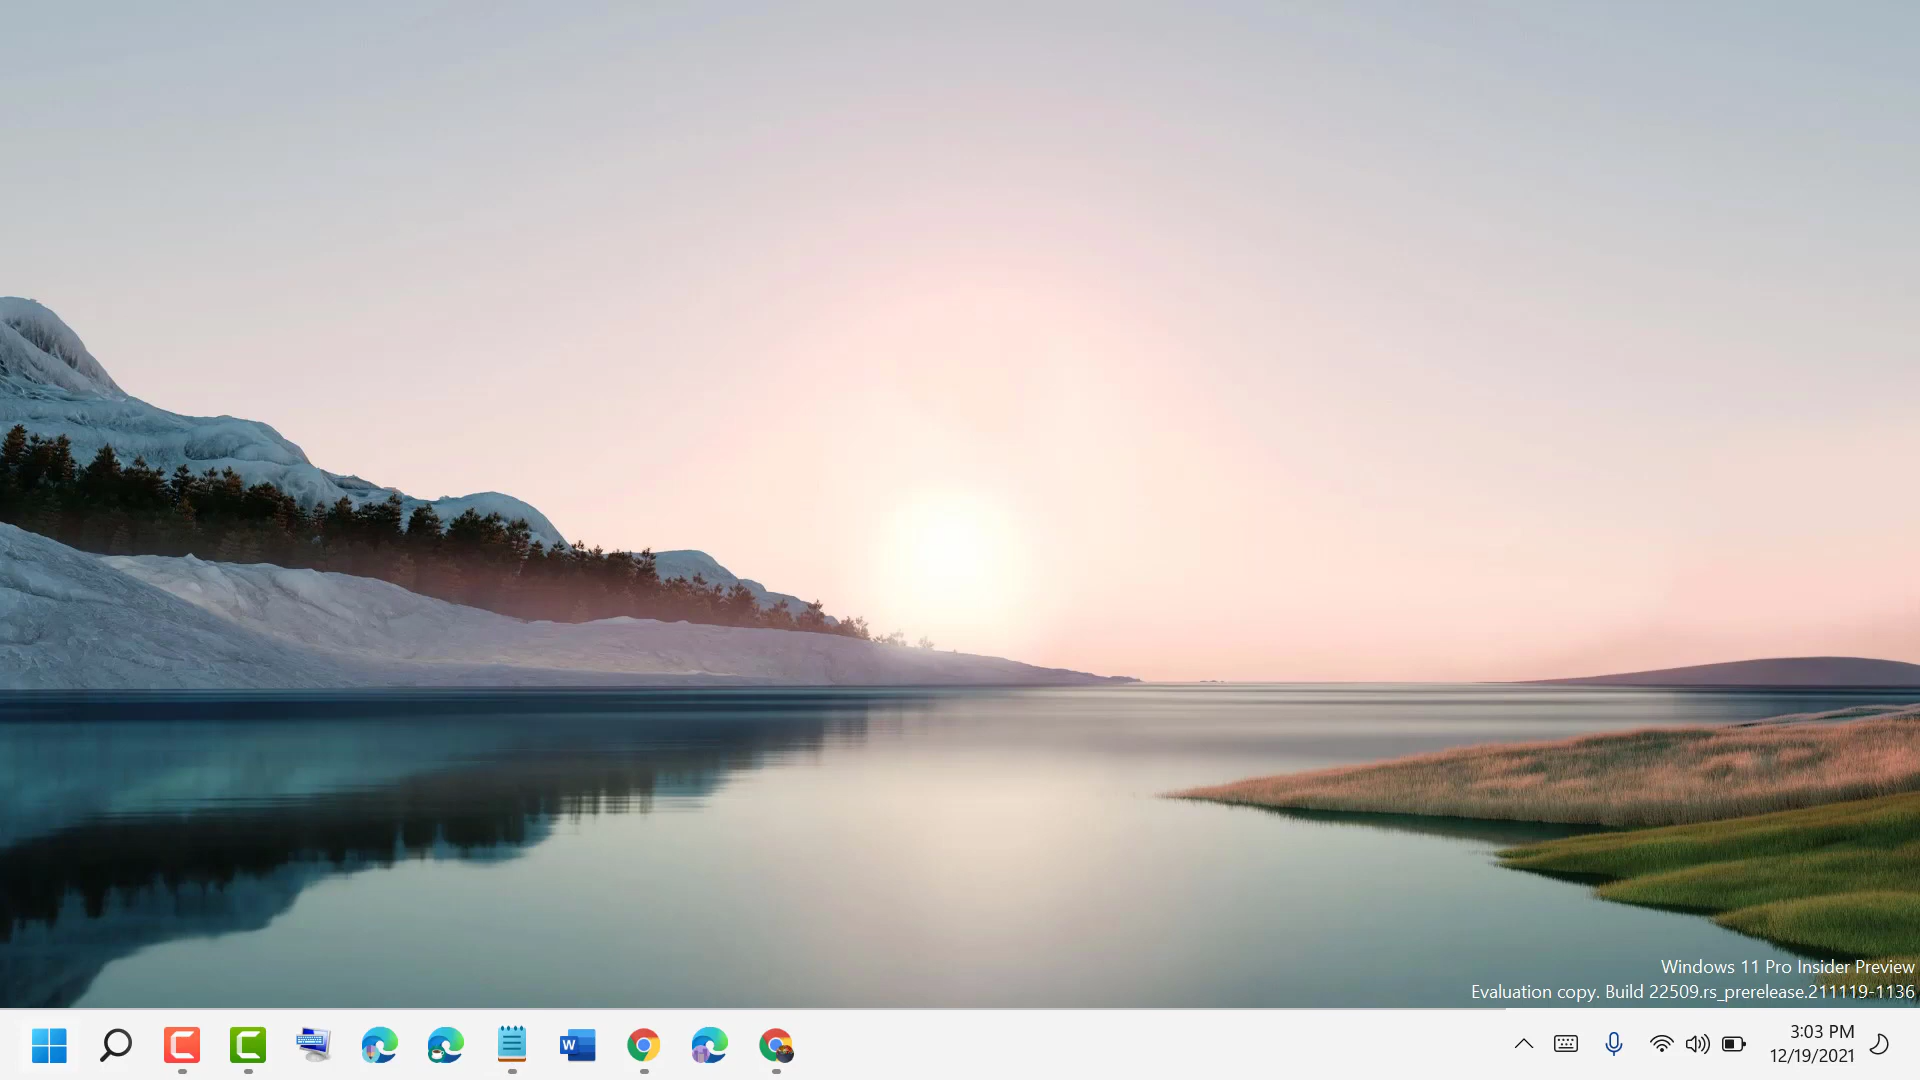 Windows 11 Pro Insider Preview
Evaluation copy. Build 22509.rs_prerelease.211119-1136
W
3:03 PM
12/19/2021